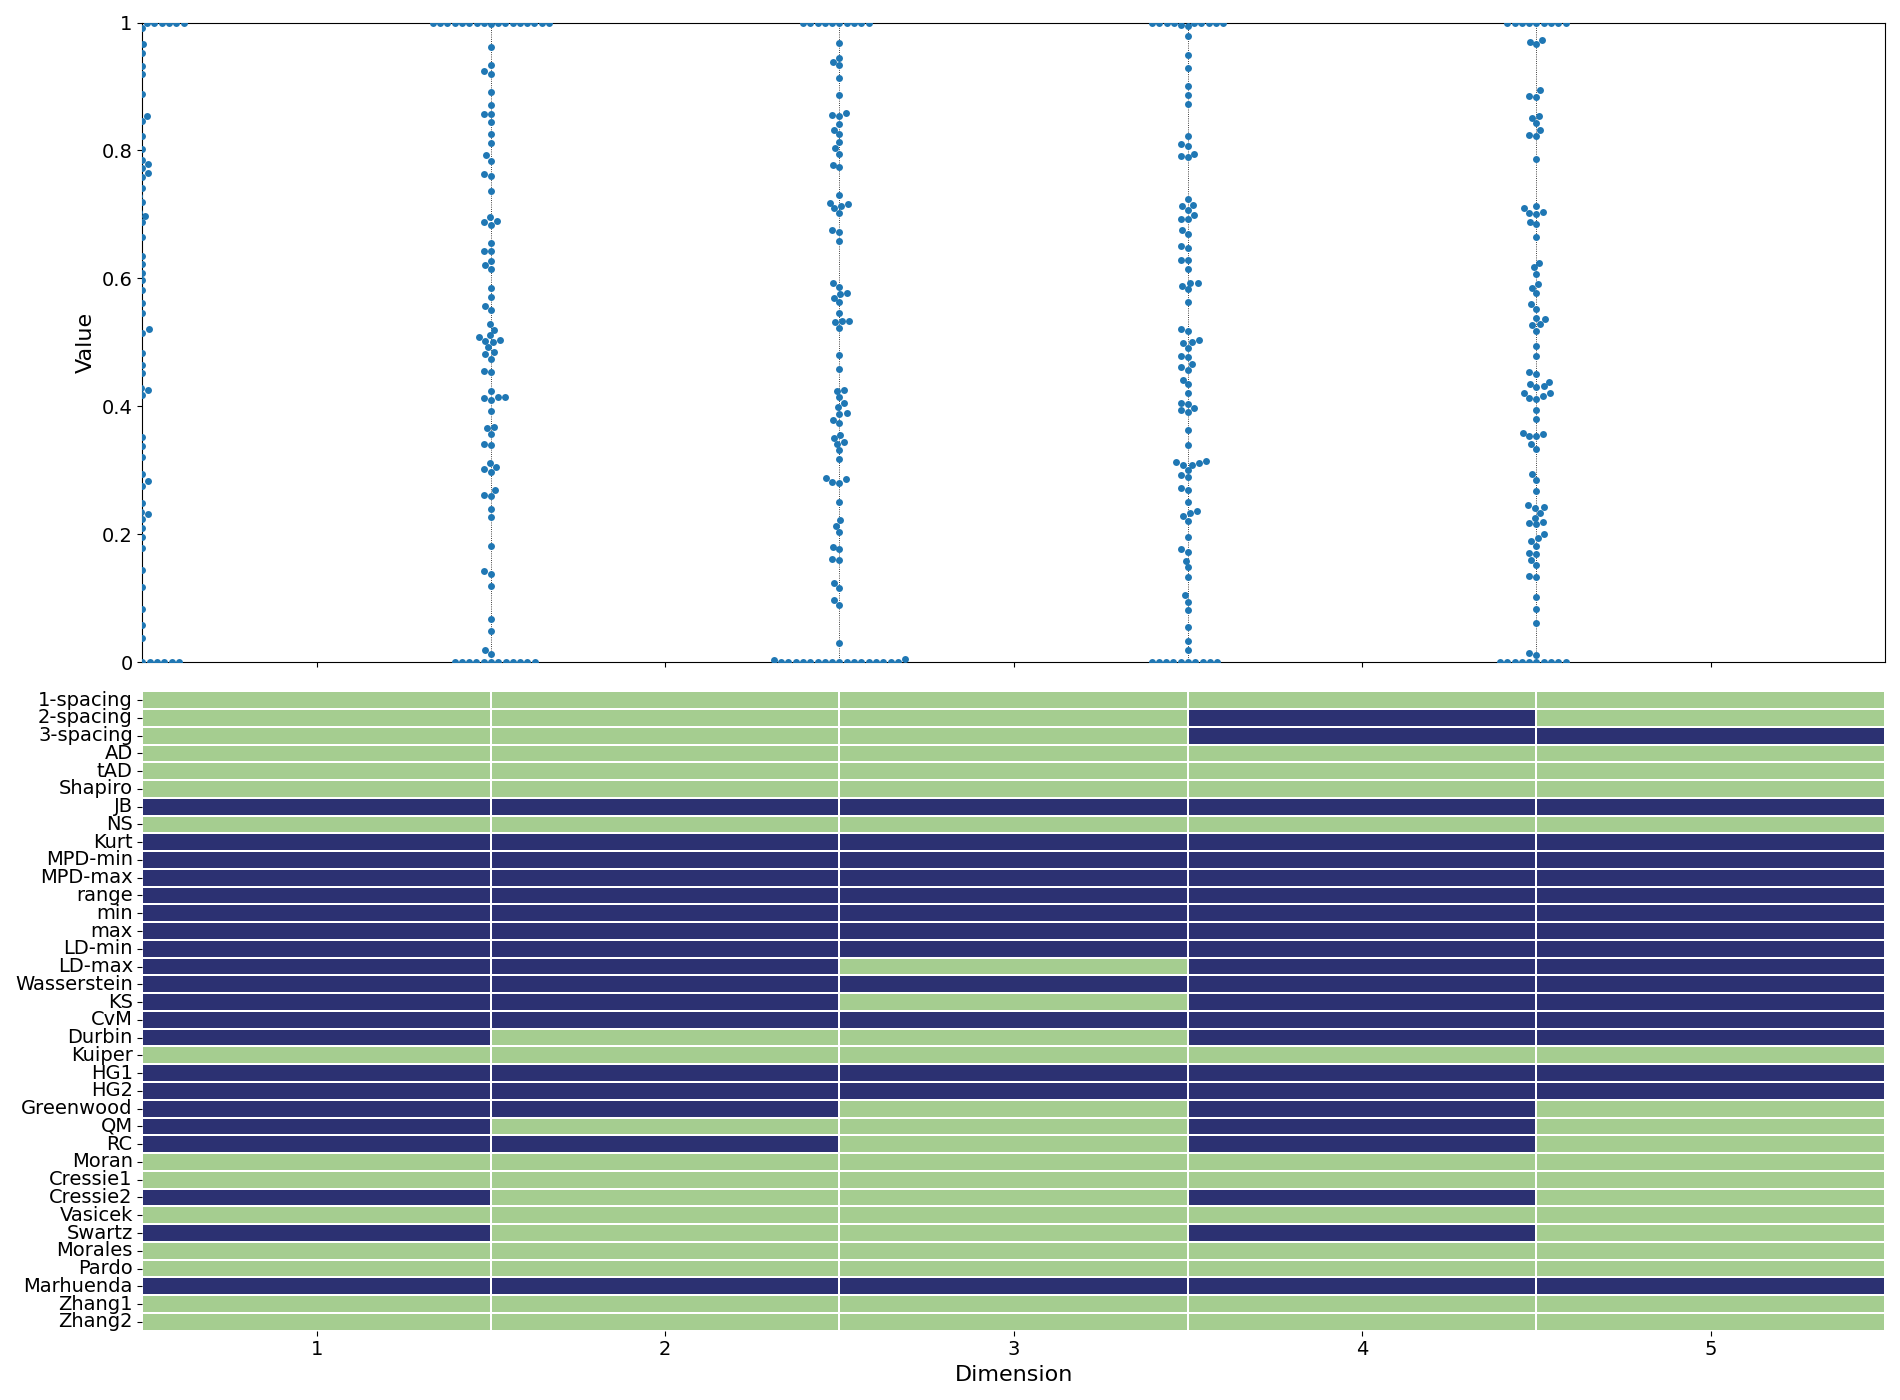 1
0.8
0.6
0.4
0.2
0
Value
1-spacing
2-spacing
3-spacing
AD
tAD
Shapiro
JB
NS
Kurt
MPD-min
MPD-max
range
min
max
LD-min
LD-max
Wasserstein
KS
CvM
Durbin
Kuiper
HG1
HG2
Greenwood
QM
RC
Moran
Cressie1
Cressie2
Vasicek
Swartz
Morales
Pardo
Marhuenda
Zhang1
Zhang2
1 2 3 4 5
Dimension